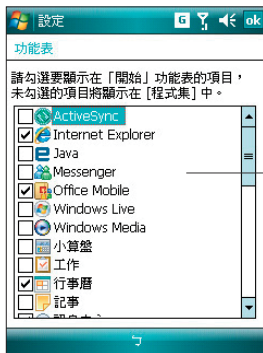 設定
G
ok
功能表
請勾選要顯示在「開始」功能表的項目，
未勾選的項目將顯示在 [程式集] 中。
ActiveSync
Internet Explorer
Java
Messenger
Office Mobile
Windows Live
Windows Media
小算盤
工作
行事曆
記事